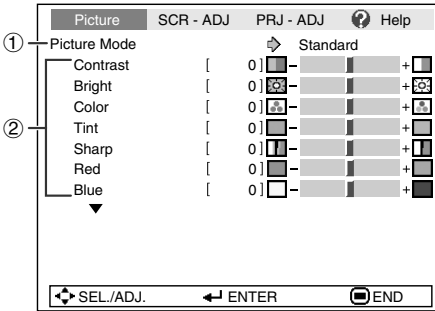 Picture SCR - ADJ PRJ - ADJ ? Help
① Picture Mode Standard
② Contrast [ 0 ] - +
Bright [ 0 ] - +
Color [ 0 ] - +
Tint [ 0 ] - +
Sharp [ 0 ] - +
Red [ 0 ] - +
Blue [ 0 ] - +
SEL./ADJ. ENTER END